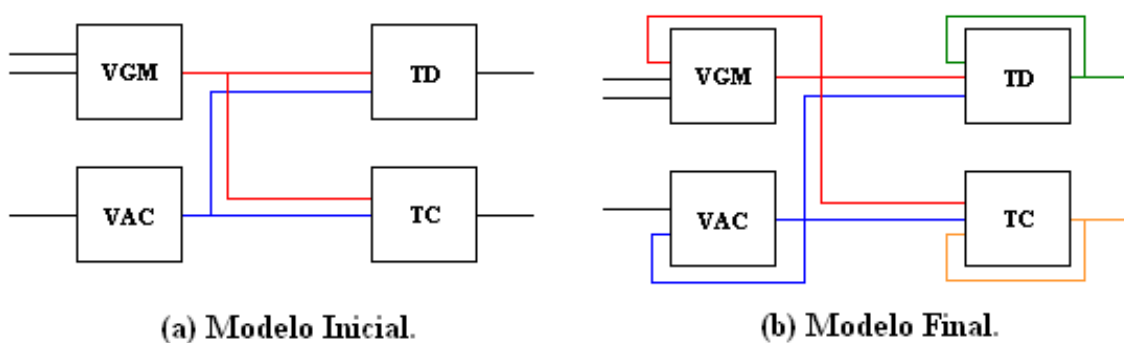 VGM
TD
VAC
TC
(a) Modelo Inicial.
VGM
TD
VAC
TC
(b) Modelo Final.